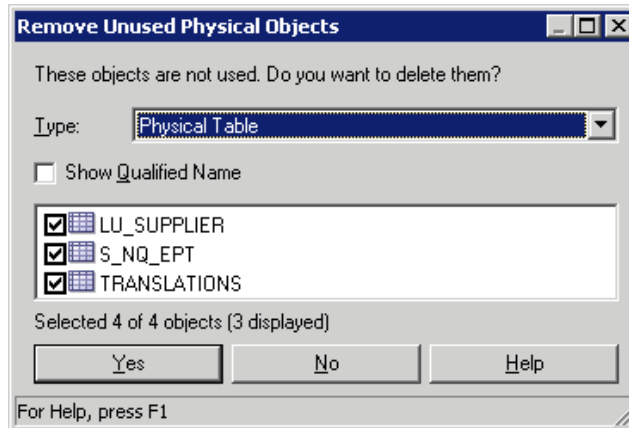 Remove Unused Physical Objects
These objects are not used. Do you want to delete them?
Type: Physical Table
Show Qualified Name
LU_SUPPLIER
S_NQ_EPT
TRANSLATIONS
Selected 4 of 4 objects (3 displayed)
Yes No Help
For Help, press F1